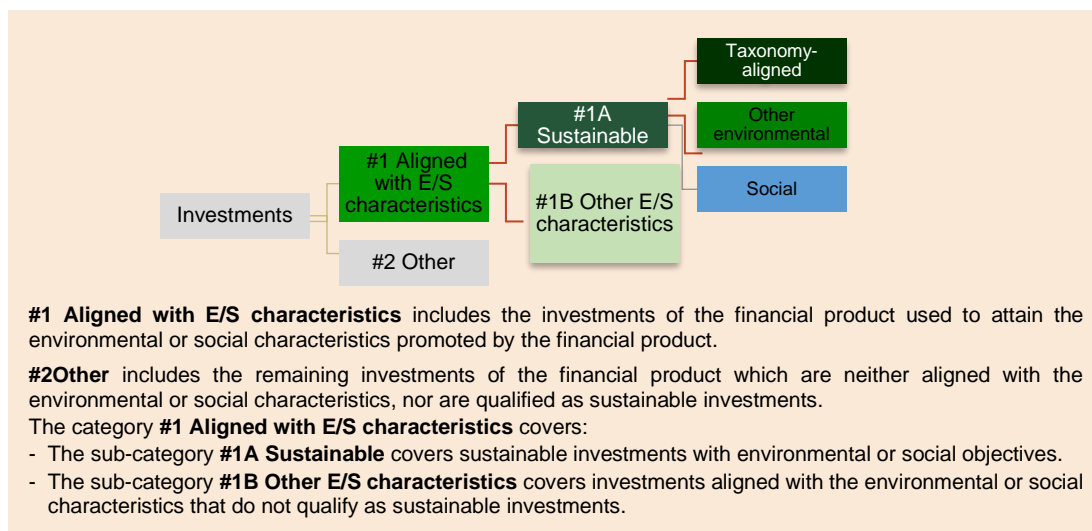 Taxonomy-
aligned
#1A
Sustainable
Other
environmental
#1 Aligned
with E/S
characteristics
Social
#1B Other E/S
characteristics
Investments
#2 Other
#1 Aligned with E/S characteristics includes the investments of the financial product used to attain the
environmental or social characteristics promoted by the financial product.
#2Other includes the remaining investments of the financial product which are neither aligned with the
environmental or social characteristics, nor are qualified as sustainable investments.
The category #1 Aligned with E/S characteristics covers:
- The sub-category #1A Sustainable covers sustainable investments with environmental or social objectives.
- The sub-category #1B Other E/S characteristics covers investments aligned with the environmental or social
characteristics that do not qualify as sustainable investments.